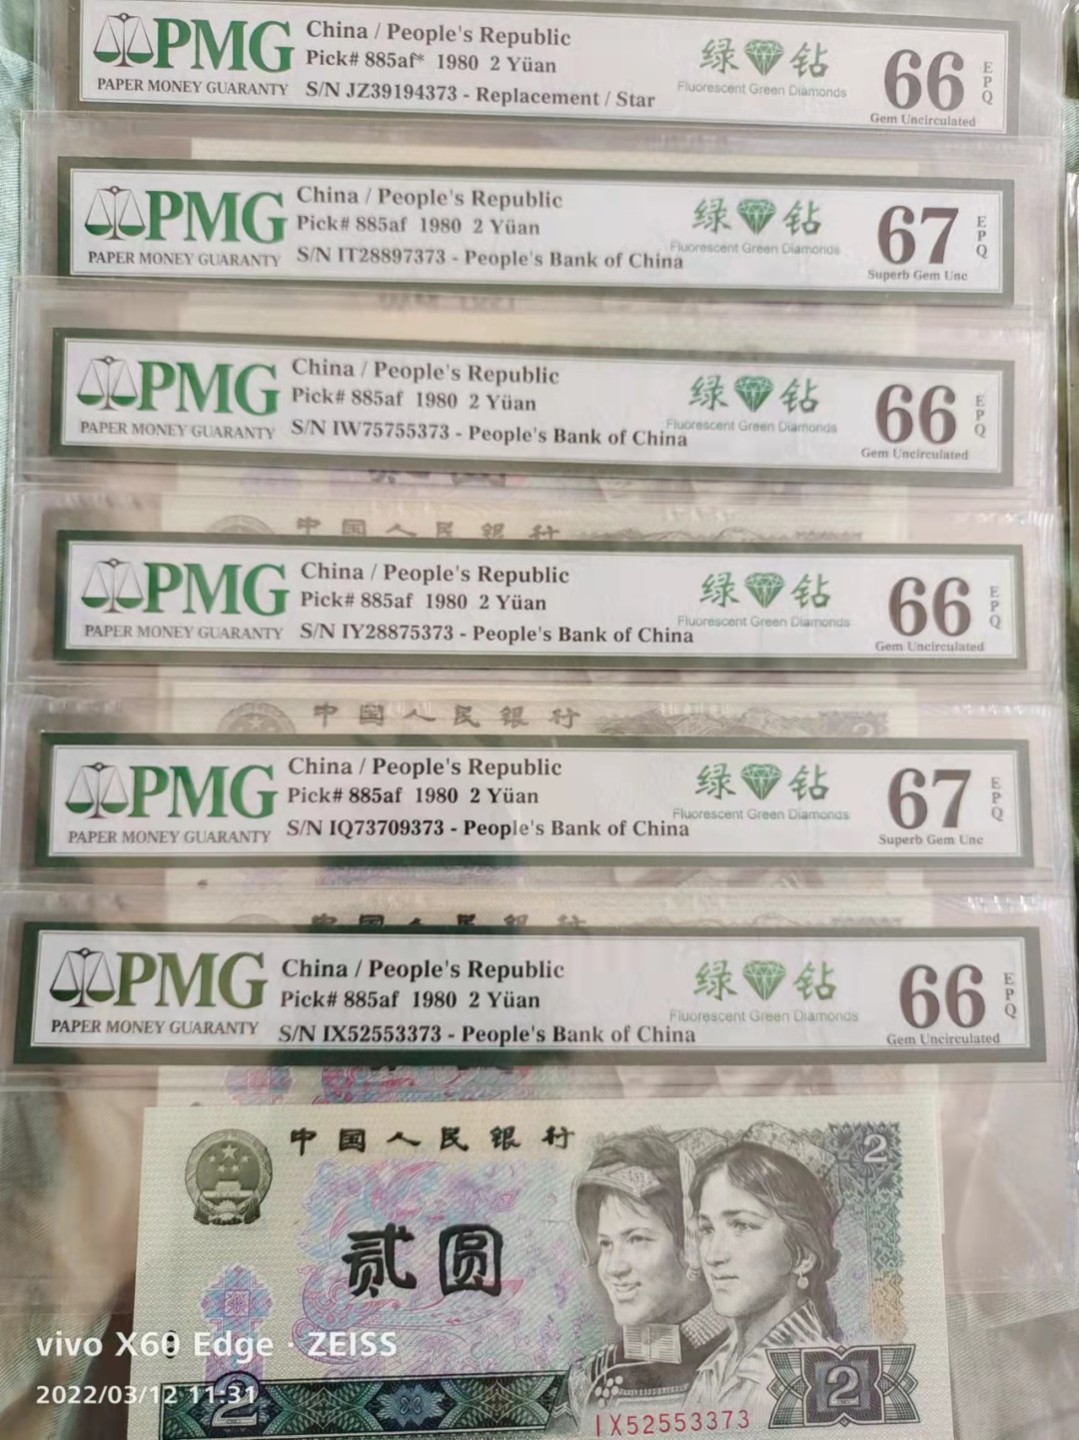 PMG
PAPER MONEY GUARANTY
China / People's Republic
Pick# 885af* 1980 2 Yüan
S/N JZ39194373 - Replacement / Star
绿 钻
Fluorescent Green Diamonds
66 EPQ
Gem Uncirculated
PMG
PAPER MONEY GUARANTY
China / People's Republic
Pick# 885af 1980 2 Yüan
S/N IT28897373 - People's Bank of China
绿 钻
Fluorescent Green Diamonds
67 EPQ
Superb Gem Unc
PMG
PAPER MONEY GUARANTY
China / People's Republic
Pick# 885af 1980 2 Yüan
S/N IW75755373 - People's Bank of China
绿 钻
Fluorescent Green Diamonds
66 EPQ
Gem Uncirculated
中国人民银行
PMG
PAPER MONEY GUARANTY
China / People's Republic
Pick# 885af 1980 2 Yüan
S/N IY28875373 - People's Bank of China
绿 钻
Fluorescent Green Diamonds
66 EPQ
Gem Uncirculated
中国人民银行
2
PMG
PAPER MONEY GUARANTY
China / People's Republic
Pick# 885af 1980 2 Yüan
S/N IQ73709373 - People's Bank of China
绿 钻
Fluorescent Green Diamonds
67 EPQ
Superb Gem Unc
中国人民银行
PMG
PAPER MONEY GUARANTY
China / People's Republic
Pick# 885af 1980 2 Yüan
S/N IX52553373 - People's Bank of China
绿 钻
Fluorescent Green Diamonds
66 EPQ
Gem Uncirculated
中国人民银行
2
贰圆
vivo X60 Edge · ZEISS
2022/03/12 11:31
2
2
IX52553373